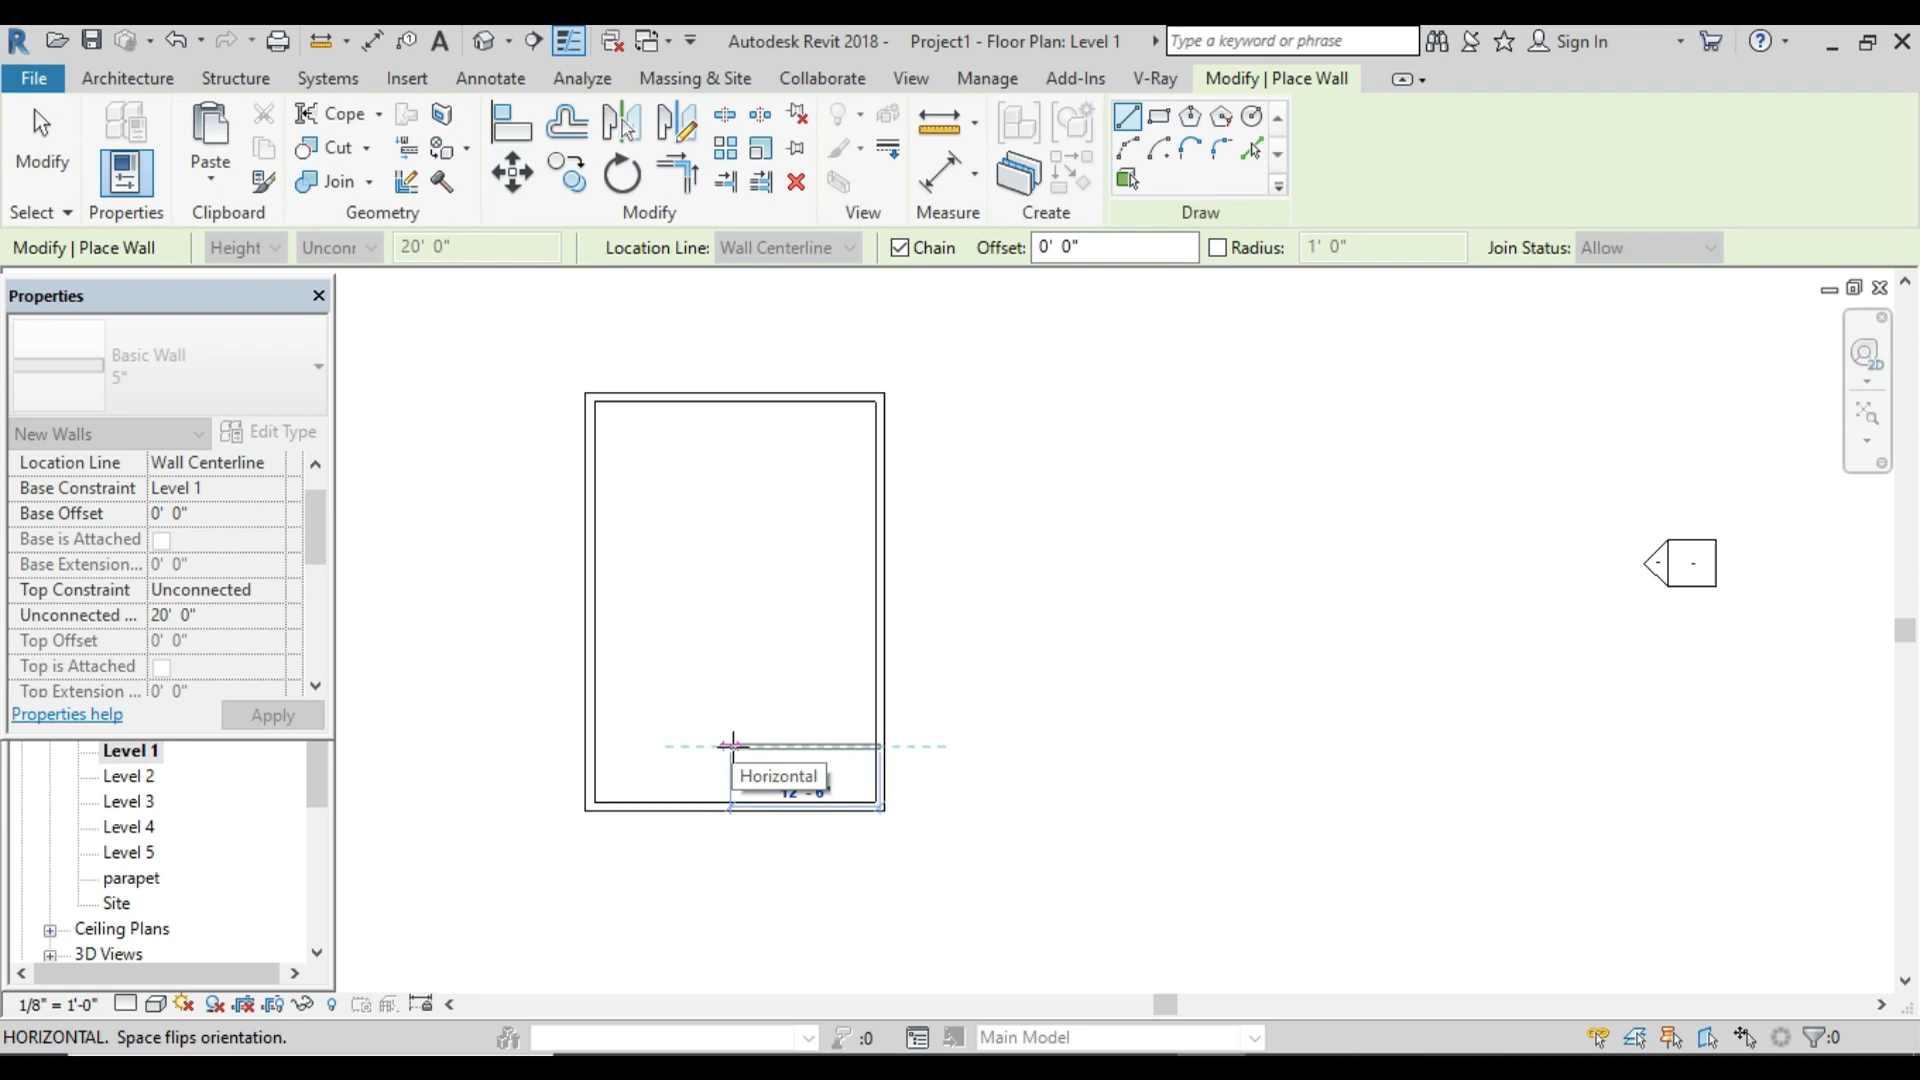 Autodesk Revit 2018 - Project1 - Floor Plan: Level 1
Type a keyword or phrase
Sign In
File
Architecture
Structure
Systems
Insert
Annotate
Analyze
Massing & Site
Collaborate
View
Manage
Add-Ins
V-Ray
Modify | Place Wall
Modify
Paste
Cope
Cut
Join
Select
Properties
Clipboard
Geometry
Modify
View
Measure
Create
Draw
Modify | Place Wall
Height
Unconr
20' 0"
Location Line:
Wall Centerline
Chain
Offset:
0' 0"
Radius:
1' 0"
Join Status:
Allow
Properties
Basic Wall
5"
New Walls
Edit Type
Location Line Wall Centerline
Base Constraint Level 1
Base Offset 0' 0"
Base is Attached
Base Extension... 0' 0"
Top Constraint Unconnected
Unconnected ... 20' 0"
Top Offset 0' 0"
Top is Attached
Top Extension ... 0' 0"
Properties help
Apply
Level 1
Level 2
Level 3
Level 4
Level 5
parapet
Site
Ceiling Plans
3D Views
2D
Horizontal
12' - 6"
1/8" = 1'-0"
HORIZONTAL. Space flips orientation.
:0
Main Model
:0